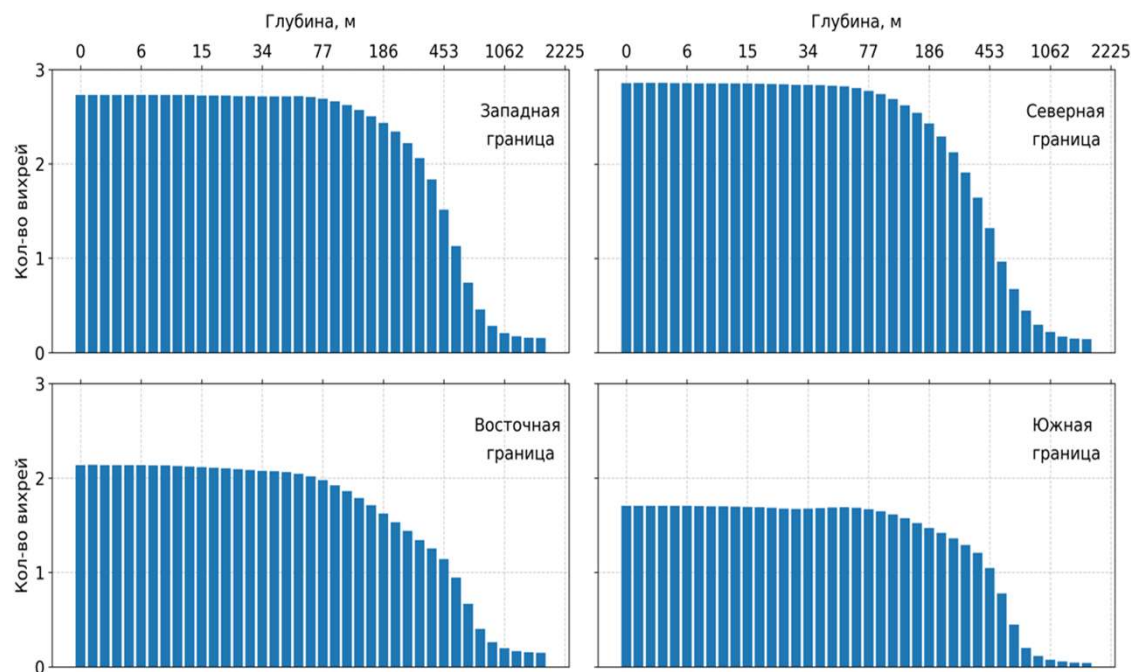 Глубина, м
0 6 15 34 77 186 453 1062 2225
3
2
1
0
Кол-во вихрей
Западная
граница
Глубина, м
0 6 15 34 77 186 453 1062 2225
Северная
граница
3
2
1
0
Кол-во вихрей
Восточная
граница
Южная
граница